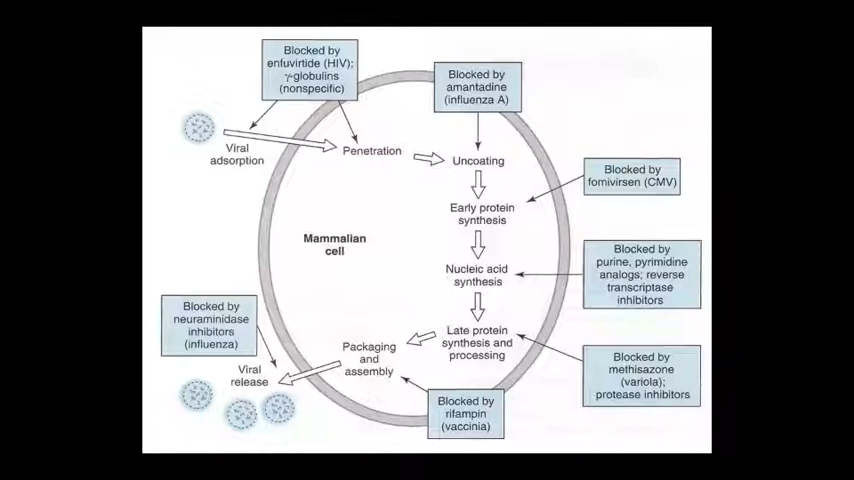 Blocked by
enfuvirtide (HIV);
γ-globulins
(nonspecific)
Blocked by
amantadine
(influenza A)
Viral
adsorption
Penetration
Uncoating
Blocked by
fomivirsen (CMV)
Early protein
synthesis
Mammalian
cell
Nucleic acid
synthesis
Blocked by
purine, pyrimidine
analogs; reverse
transcriptase
inhibitors
Late protein
synthesis and
processing
Blocked by
methisazone
(variola);
protease inhibitors
Packaging
and
assembly
Blocked by
rifampin
(vaccinia)
Blocked by
neuraminidase
inhibitors
(influenza)
Viral
release